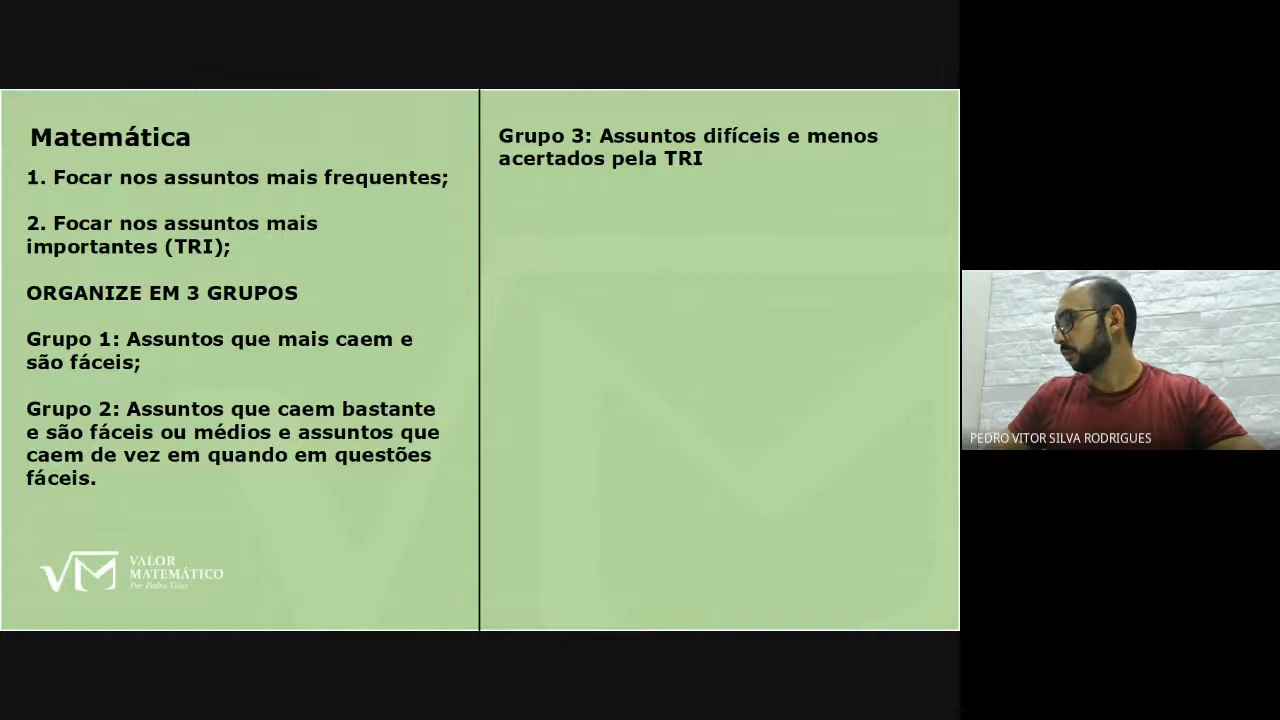 Matemática
1. Focar nos assuntos mais frequentes;
2. Focar nos assuntos mais
importantes (TRI);
ORGANIZE EM 3 GRUPOS
Grupo 1: Assuntos que mais caem e
são fáceis;
Grupo 2: Assuntos que caem bastante
e são fáceis ou médios e assuntos que
caem de vez em quando em questões
fáceis.
VALOR
MATEMÁTICO
Por Pedro Vitor
Grupo 3: Assuntos difíceis e menos
acertados pela TRI
PEDRO VITOR SILVA RODRIGUES